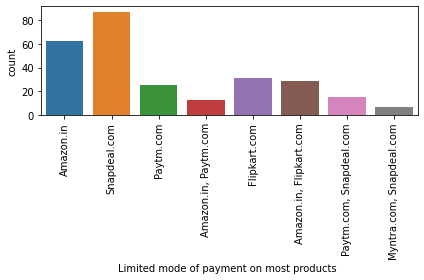 80
60
40
20
0
count
Amazon.in
Snapdeal.com
Paytm.com
Amazon.in, Paytm.com
Flipkart.com
Amazon.in, Flipkart.com
Paytm.com, Snapdeal.com
Myntra.com, Snapdeal.com
Limited mode of payment on most products